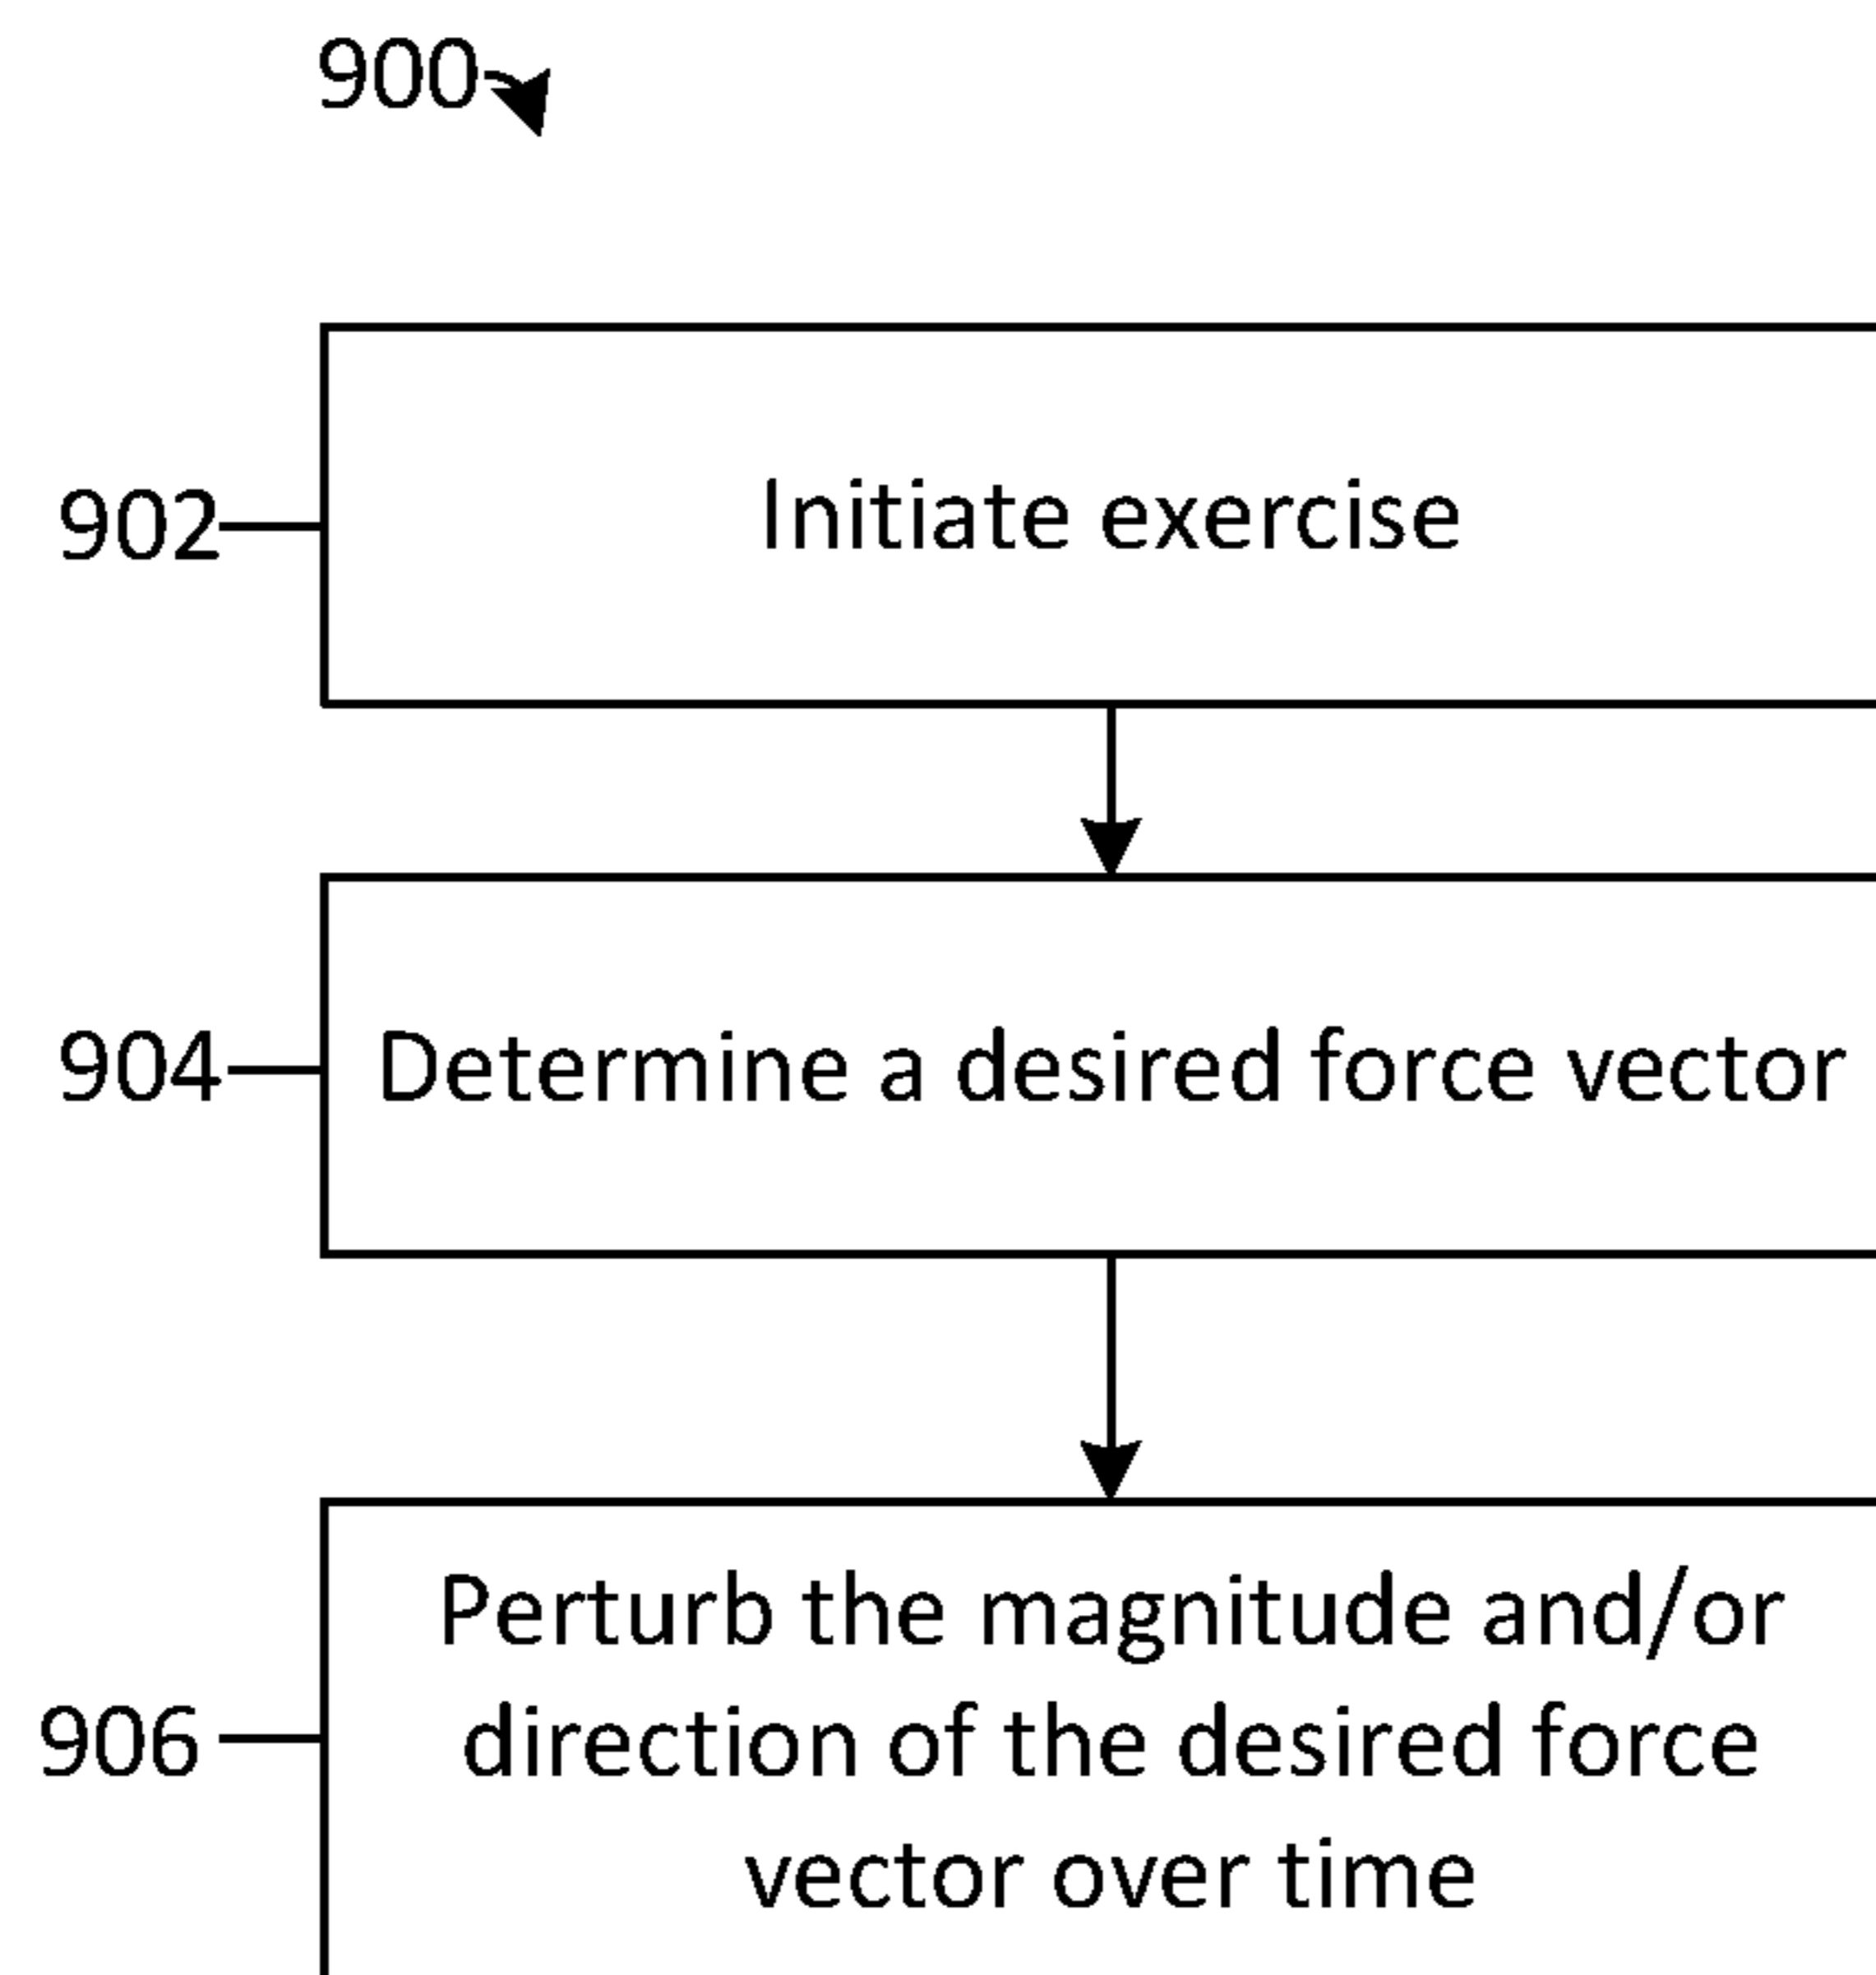 900
902
Initiate exercise
904
Determine a desired force vector
906
Perturb the magnitude and/or
direction of the desired force
vector over time